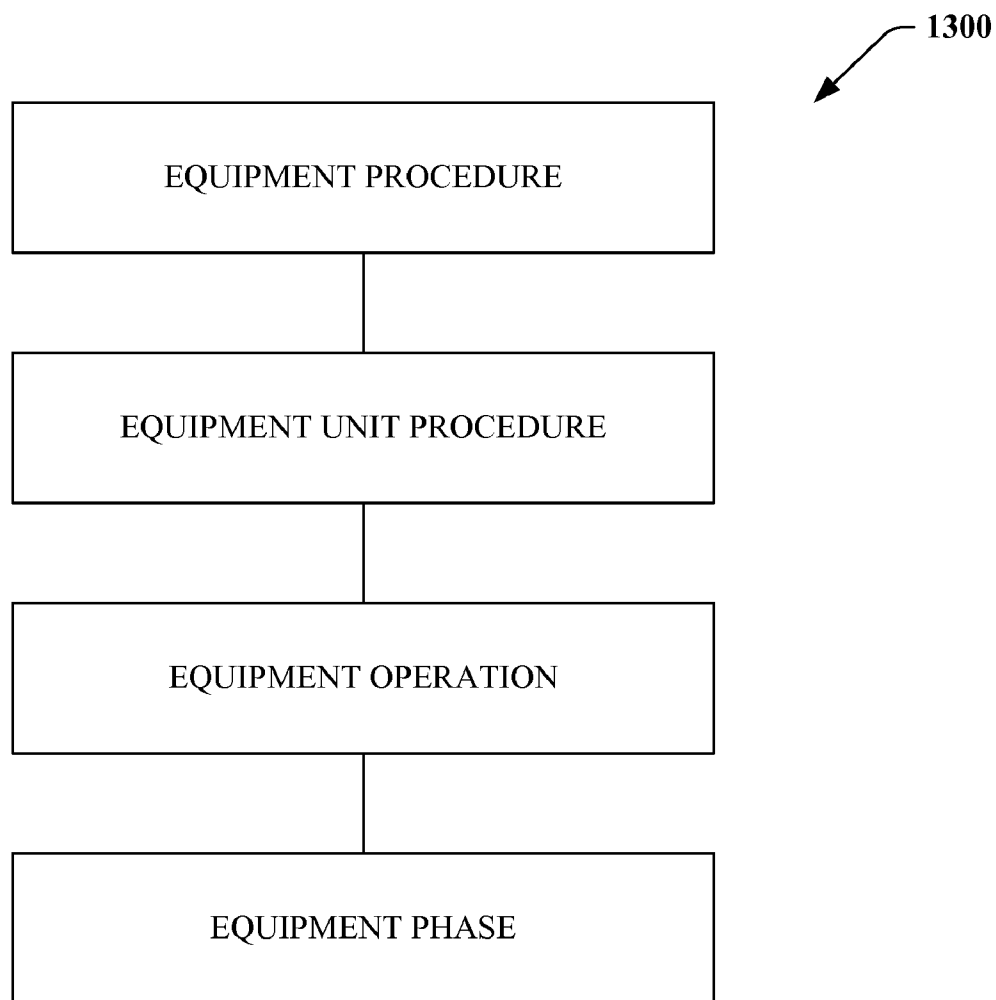 1300
EQUIPMENT PROCEDURE
EQUIPMENT UNIT PROCEDURE
EQUIPMENT OPERATION
EQUIPMENT PHASE